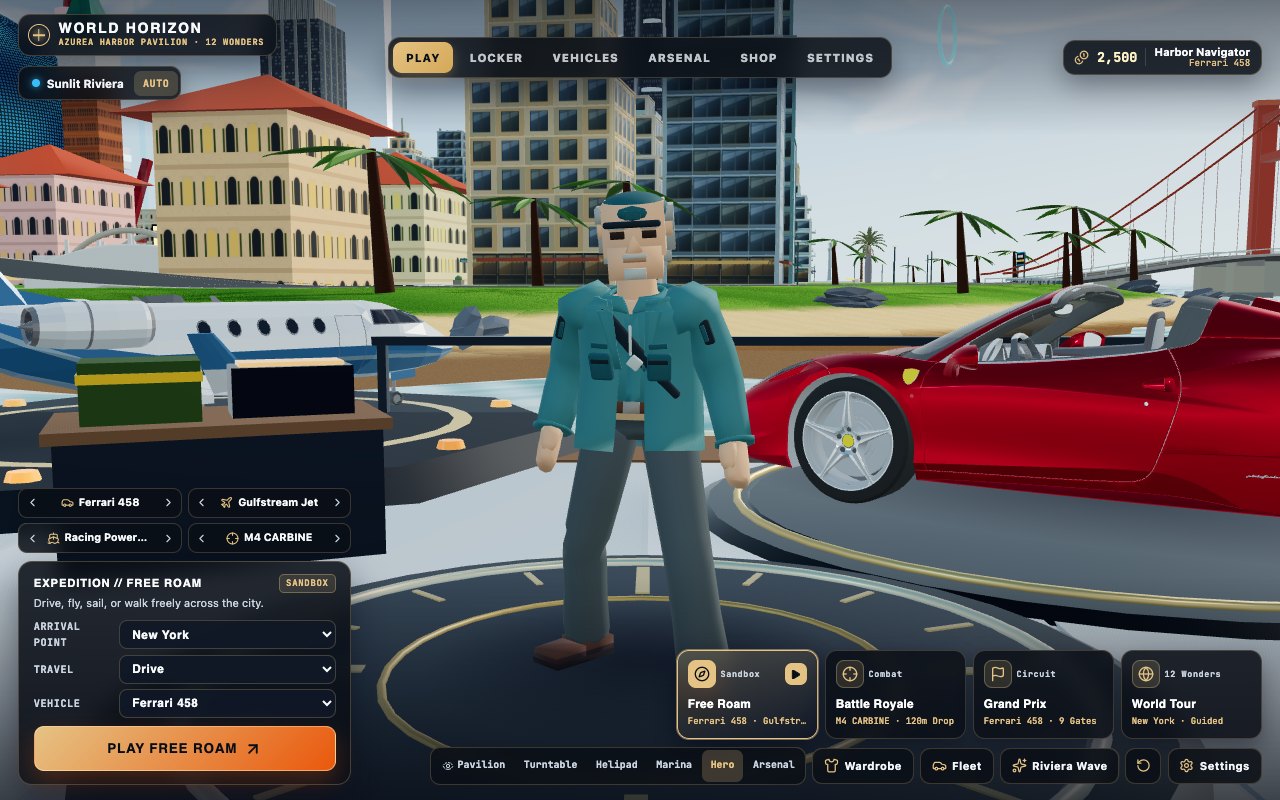 WORLD HORIZON
AZUREA HARBOR PAVILION · 12 WONDERS
Sunlit Riviera AUTO
PLAY LOCKER VEHICLES ARSENAL SHOP SETTINGS
2,500
Harbor Navigator
Ferrari 458
Ferrari 458
Gulfstream Jet
Racing Power...
M4 CARBINE
EXPEDITION // FREE ROAM SANDBOX
Drive, fly, sail, or walk freely across the city.
ARRIVAL POINT New York
TRAVEL Drive
VEHICLE Ferrari 458
PLAY FREE ROAM
Sandbox
Free Roam
Ferrari 458 · Gulfstr…
Combat
Battle Royale
M4 CARBINE · 120m Drop
Circuit
Grand Prix
Ferrari 458 · 9 Gates
12 Wonders
World Tour
New York · Guided
Pavilion Turntable Helipad Marina Hero Arsenal
Wardrobe
Fleet
Riviera Wave
Settings